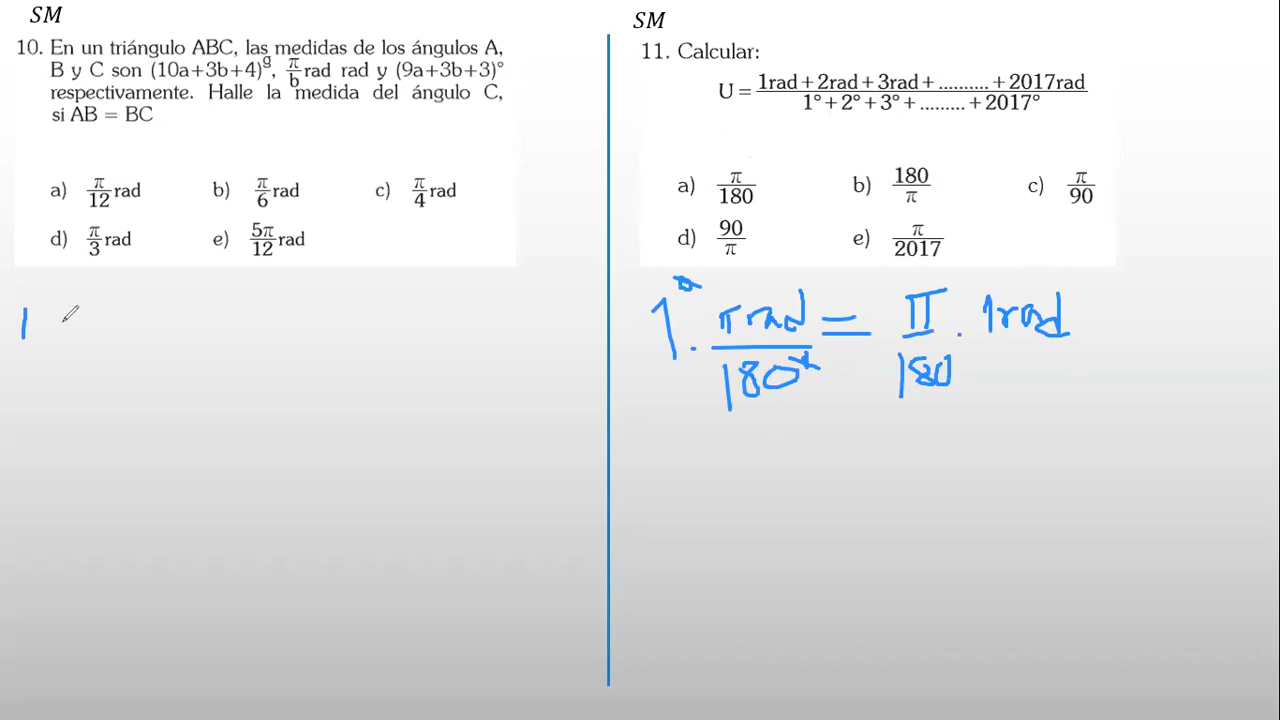 SM
10. En un triángulo ABC, las medidas de los ángulos A,
B y C son (10a+3b+4)ᵍ, π/b rad rad y (9a+3b+3)°
respectivamente. Halle la medida del ángulo C,
si AB = BC
a) π/12 rad b) π/6 rad c) π/4 rad
d) π/3 rad e) 5π/12 rad
1
SM
11. Calcular:
U = (1rad+2rad+3rad+..........+2017rad)/(1°+2°+3°+.........+2017°)
a) π/180 b) 180/π c) π/90
d) 90/π e) π/2017
1° . π rad/180° = π/180 . 1rad